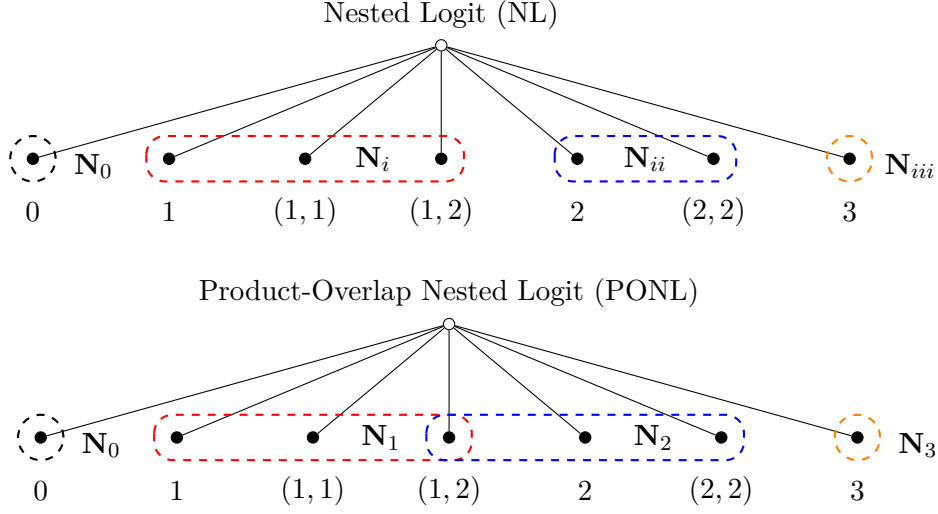 Nested Logit (NL)
N₀ Nᵢ Nᵢᵢ Nᵢᵢᵢ
0 1 (1, 1) (1, 2) 2 (2, 2) 3
Product-Overlap Nested Logit (PONL)
N₀ N₁ N₂ N₃
0 1 (1, 1) (1, 2) 2 (2, 2) 3